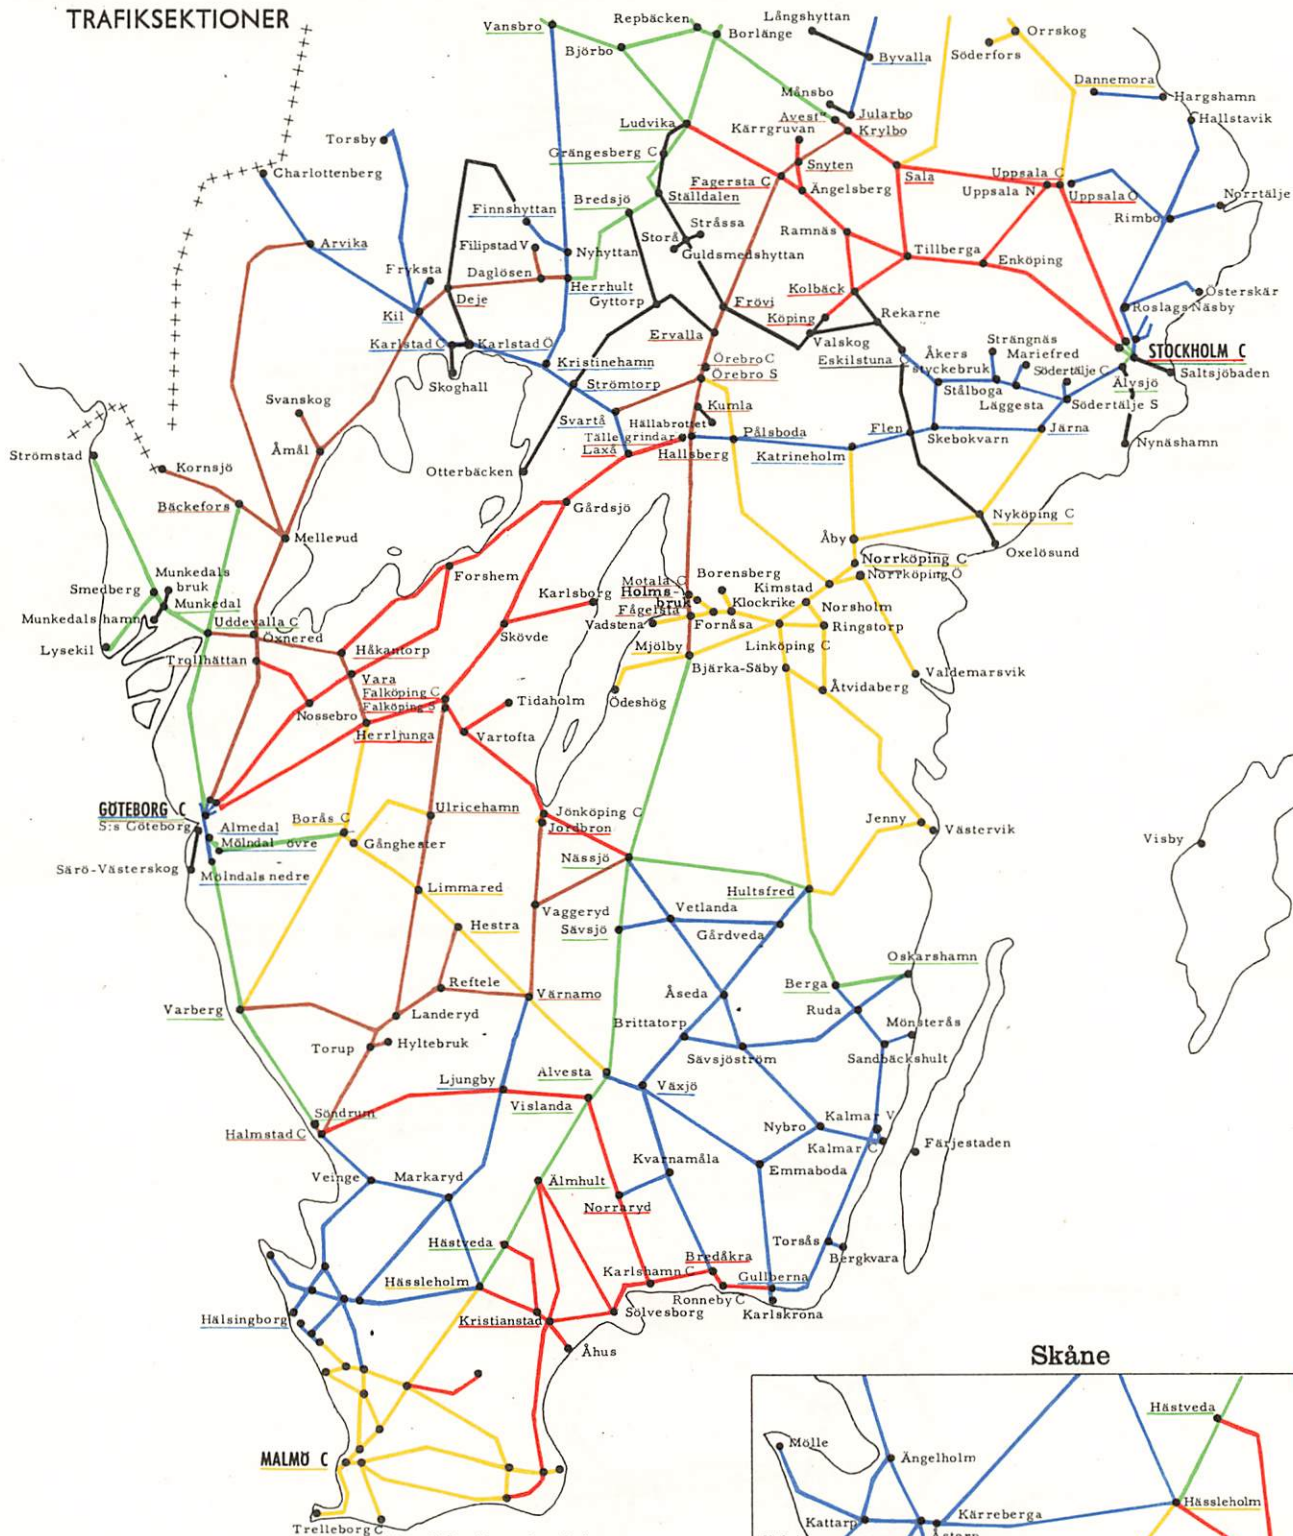 TRAFIKSEKTIONER
Vansbro
Repbäcken
Långshyttan
Björbo
Borlänge
Orrskog
Söderfors
Byvalla
Dannemora
Hargshamn
Månsbo
Torsby
Ludvika
Avesta
Jularbo
Hallstavik
Kärrgruvan
Krylbo
Grängesberg C
Charlottenberg
Fagersta C
Snyten
Sala
Uppsala C
Ställdalen
Ängelsberg
Uppsala N
Uppsala Ö
Norrtälje
Bredsjö
Finnshyttan
Stråssa
Ramnäs
Rimbo
Arvika
Filipstad V
Nyhyttan
Storå
Guldsmedshyttan
Tillberga
Enköping
Fryksta
Daglösen
Herrhult
Kolbäck
Österskär
Deje
Gyttorp
Frövi
Köping
Rekarne
Roslags Näsby
Kil
Ervalla
Valskog
Strängnäs
Karlstad C
Karlstad Ö
Kristinehamn
Örebro C
Eskilstuna C
Åkers
styckebruk
Mariefred
STOCKHOLM C
Skoghall
Strömtorp
Örebro S
Södertälje C
Saltsjöbaden
Stålboga
Älvsjö
Svanskog
Kumla
Läggesta
Södertälje S
Svartå
Hällabrottet
Tälle grindar
Pålsboda
Flen
Skebokvarn
Järna
Strömstad
Åmål
Laxå
Hallsberg
Katrineholm
Nynäshamn
Kornsjö
Otterbäcken
Bäckefors
Gårdsjö
Nyköping C
Mellerud
Åby
Oxelösund
Norrköping C
Munkedals
bruk
Forshem
Norrköping Ö
Smedberg
Karlsborg
Motala C
Borensberg
Kimstad
Munkedal
Holms-
bruk
Klockrike
Norsholm
Munkedals hamn
Fågelsta
Uddevalla C
Vadstena
Fornåsa
Ringstorp
Lysekil
Öxnered
Skövde
Linköping C
Håkantorp
Mjölby
Trollhättan
Bjärka-Säby
Valdemarsvik
Vara
Falköping C
Tidaholm
Ödeshög
Åtvidaberg
Falköping S
Nossebro
Herrljunga
Vartofta
GÖTEBORG C
Ulricehamn
Jönköping C
S:s Göteborg
Almedal
Borås C
Jordbron
Jenny
Västervik
Mölndal övre
Gånghester
Visby
Särö-Västerskog
Nässjö
Mölndals nedre
Limmared
Hultsfred
Vaggeryd
Vetlanda
Hestra
Sävsjö
Gårdveda
Oskarshamn
Reftele
Berga
Värnamo
Åseda
Varberg
Landeryd
Ruda
Brittatorp
Mönsterås
Torup
Hyltebruk
Sävsjöström
Sandbäckshult
Alvesta
Ljungby
Växjö
Vislanda
Söndrum
Kalmar V
Halmstad C
Nybro
Kalmar C
Färjestaden
Kvarnamåla
Emmaboda
Veinge
Markaryd
Älmhult
Norraryd
Hästveda
Torsås
Bergkvara
Bredåkra
Hässleholm
Karlshamn C
Gullberna
Hälsingborg
Ronneby C
Karlskrona
Kristianstad
Sölvesborg
Åhus
Skåne
Hästveda
MALMÖ C
Mölle
Ängelholm
Kärreberga
Hässleholm
Kattarp
Trelleborg C